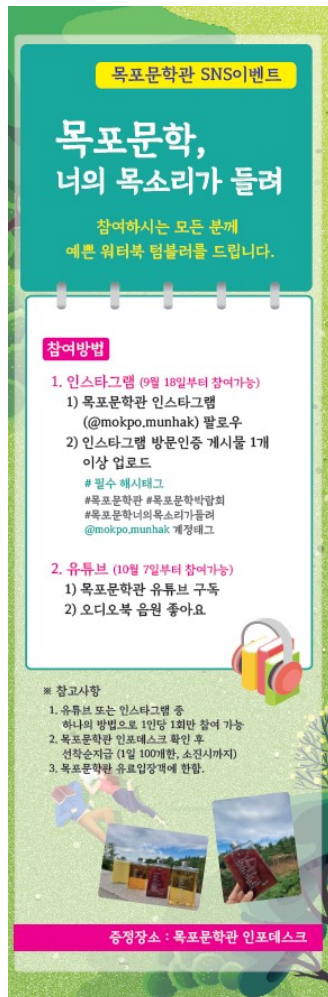 목포문학관 SNS이벤트
목포문학,
너의 목소리가 들려
참여하시는 모든 분께
예쁜 워터북 텀블러를 드립니다.
참여방법
1. 인스타그램 (9월 18일부터 참여가능)
1) 목포문학관 인스타그램
(@mokpo,munhak) 팔로우
2) 인스타그램 방문인증 게시물 1개
이상 업로드
# 필수 해시태그
#목포문학관 #목포문학박람회
#목포문학너의목소리가들려
@mokpo,munhak 계정태그
2. 유튜브 (10월 7일부터 참여가능)
1) 목포문학관 유튜브 구독
2) 오디오북 음원 좋아요
※ 참고사항
1. 유튜브 또는 인스타그램 중
하나의 방법으로 1인당 1회만 참여 가능
2. 목포문학관 인포데스크 확인 후
선착순지급 (1일 100개한, 소진시까지)
3. 목포문학관 유료입장객에 한함.
증정장소 : 목포문학관 인포데스크